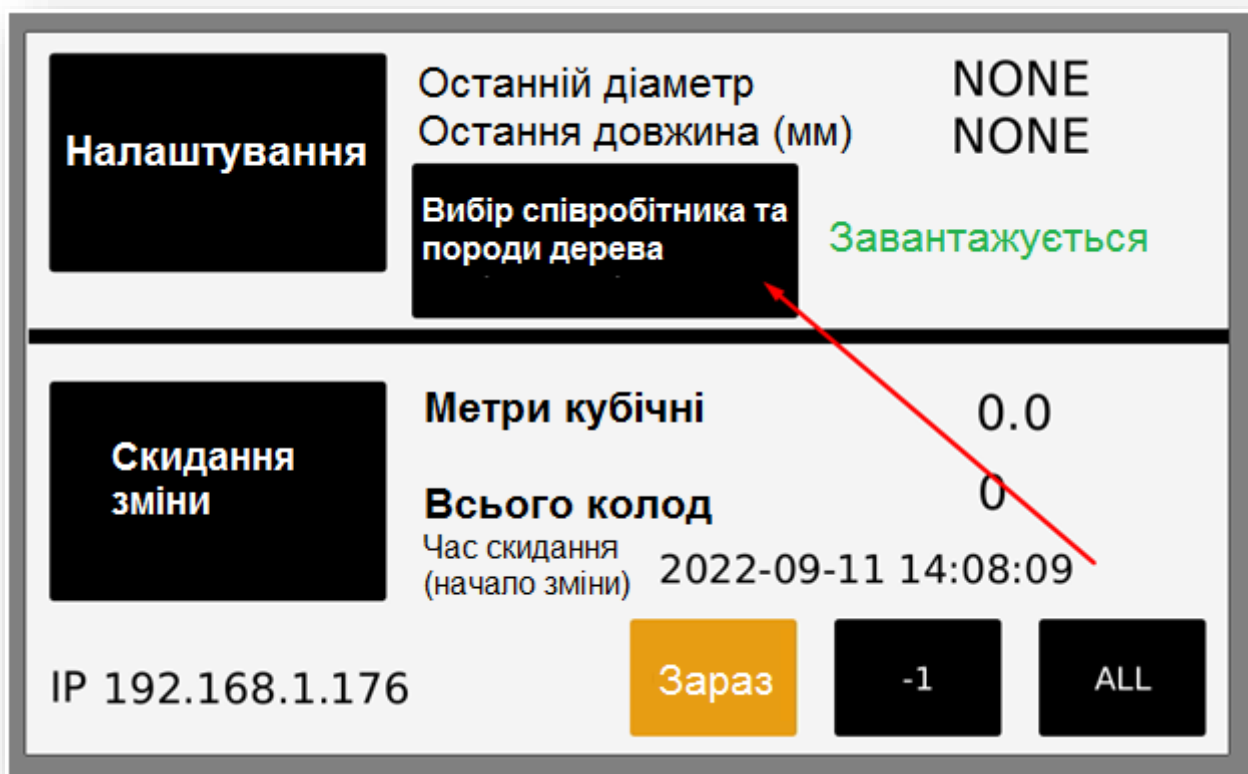 Налаштування
Останній діаметр NONE
Остання довжина (мм) NONE
Вибір співробітника та
породи дерева
Завантажується
Скидання
зміни
Метри кубічні 0.0
Всього колод 0
Час скидання
(начало зміни) 2022-09-11 14:08:09
IP 192.168.1.176
Зараз
-1
ALL